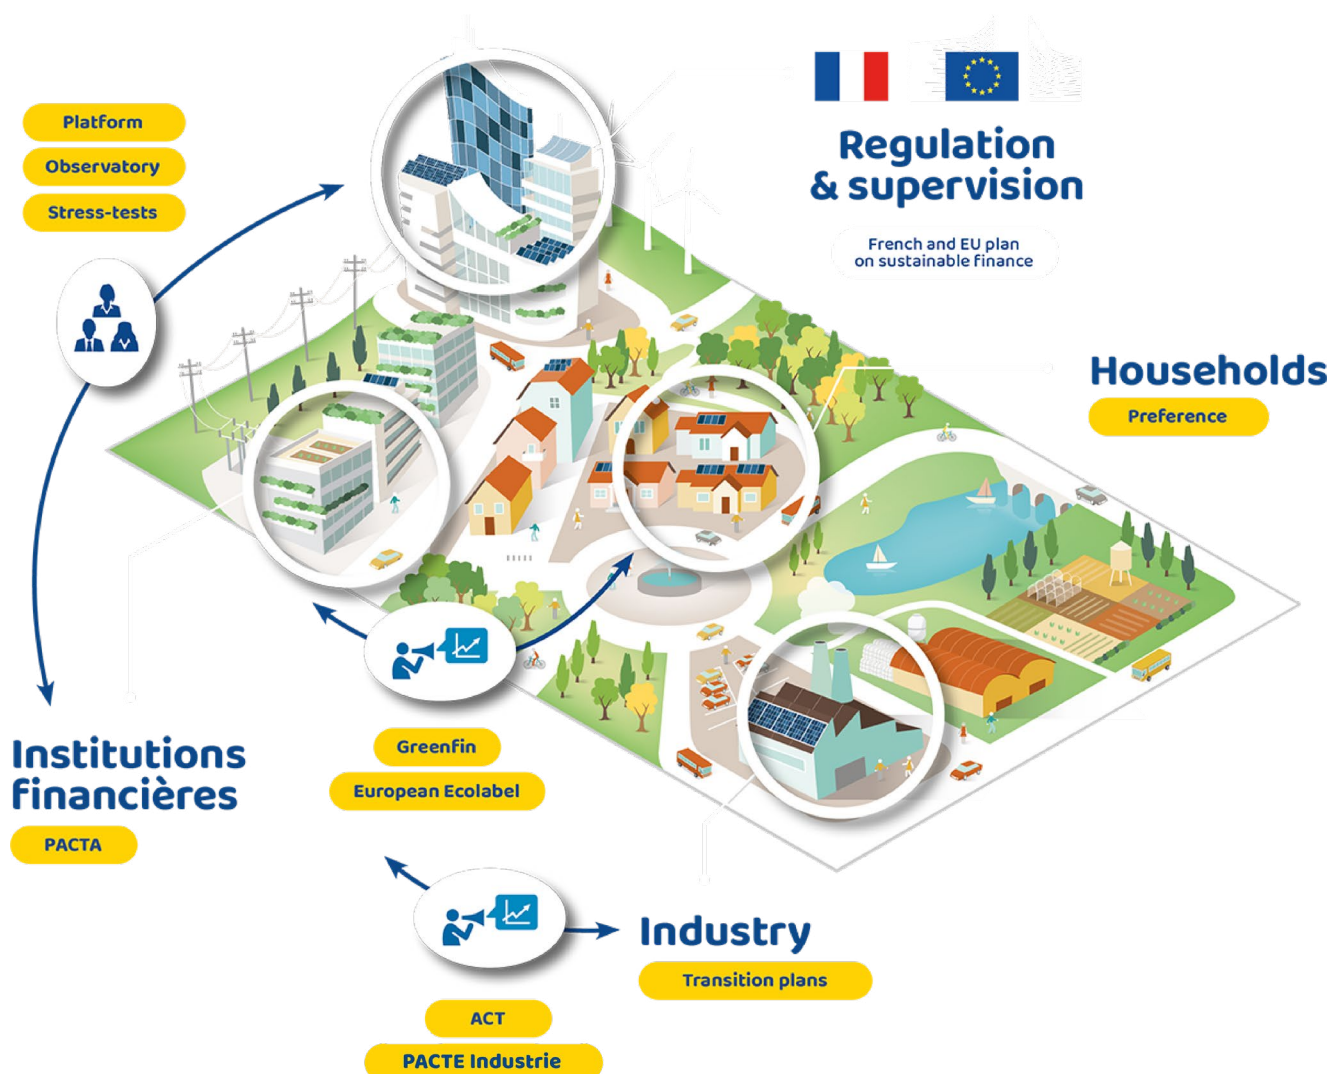 Platform
Observatory
Stress-tests
Regulation
& supervision
French and EU plan
on sustainable finance
Households
Preference
Institutions
financières
PACTA
Greenfin
European Ecolabel
Industry
Transition plans
ACT
PACTE Industrie